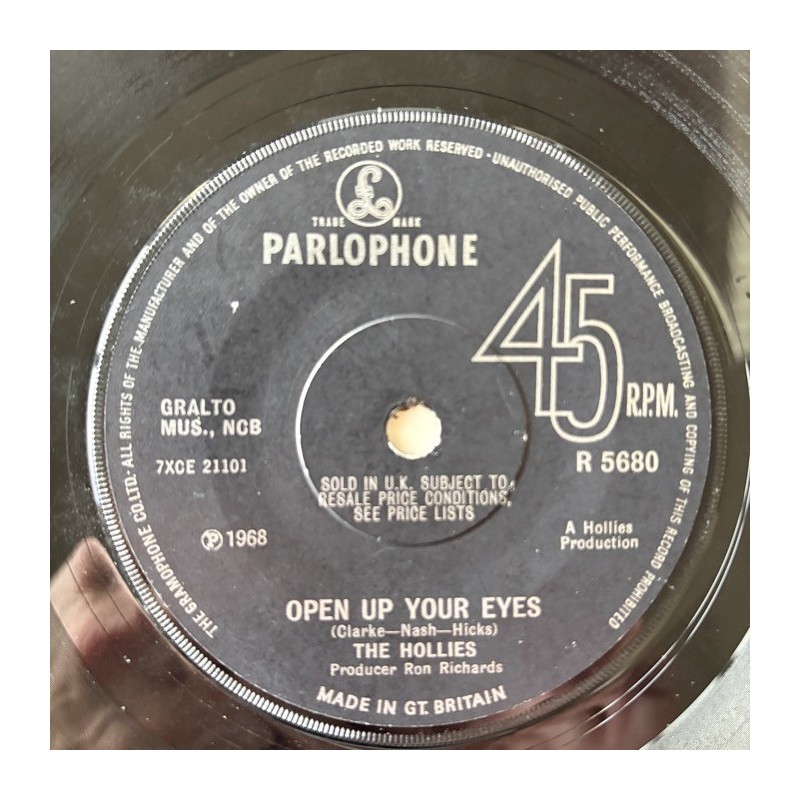 THE GRAMOPHONE CO. LTD. · ALL RIGHTS OF THE MANUFACTURER AND OF THE OWNER OF THE RECORDED WORK RESERVED · UNAUTHORISED PUBLIC PERFORMANCE BROADCASTING AND COPYING OF THIS RECORD PROHIBITED
£
TRADE MARK
PARLOPHONE
45
R.P.M.
GRALTO
MUS., NCB
7XCE 21101
R 5680
SOLD IN U.K. SUBJECT TO
RESALE PRICE CONDITIONS,
SEE PRICE LISTS
℗ 1968
A Hollies
Production
OPEN UP YOUR EYES
(Clarke—Nash—Hicks)
THE HOLLIES
Producer Ron Richards
MADE IN GT. BRITAIN